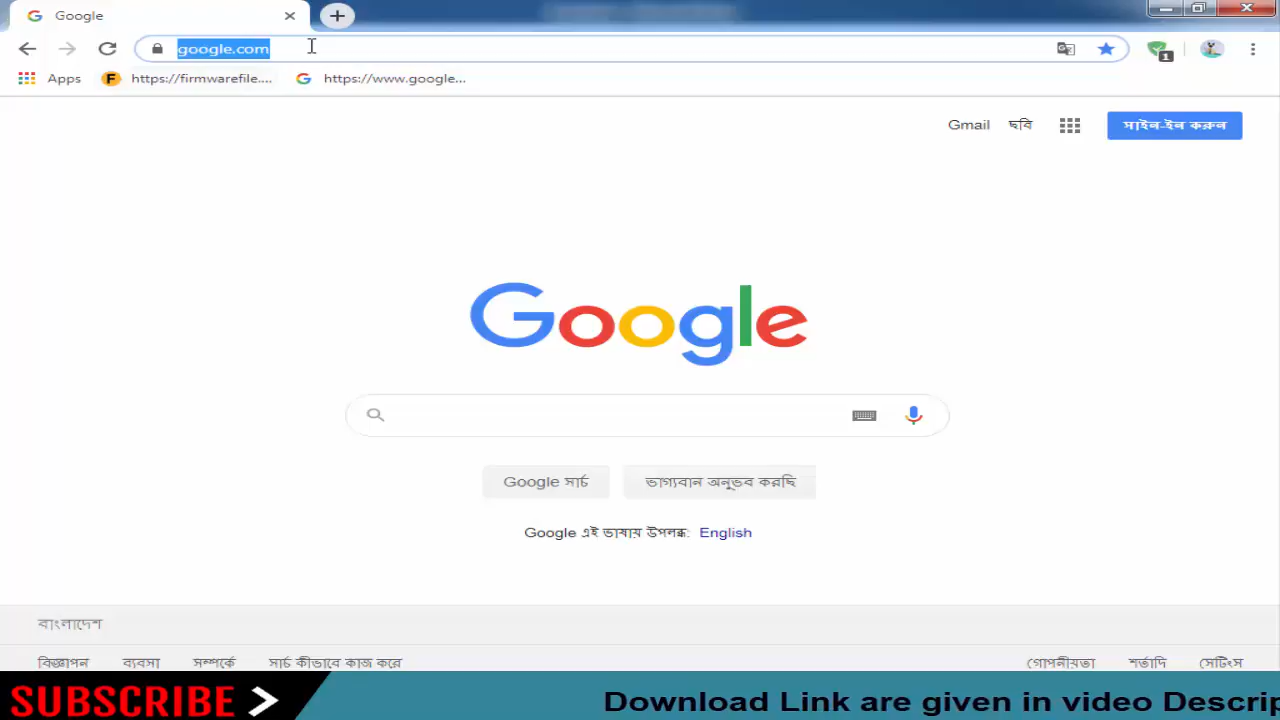 Google
google.com
Apps
https://firmwarefile....
https://www.google...
1
Gmail
ছবি
সাইন-ইন করুন
Google
Google সার্চ
ভাগ্যবান অনুভব করছি
Google এই ভাষায় উপলব্ধ: English
বাংলাদেশ
বিজ্ঞাপন
ব্যবসা
সম্পর্কে
সার্চ কীভাবে কাজ করে
গোপনীয়তা
শর্তাদি
সেটিংস
SUBSCRIBE
Download Link are given in video Descrip